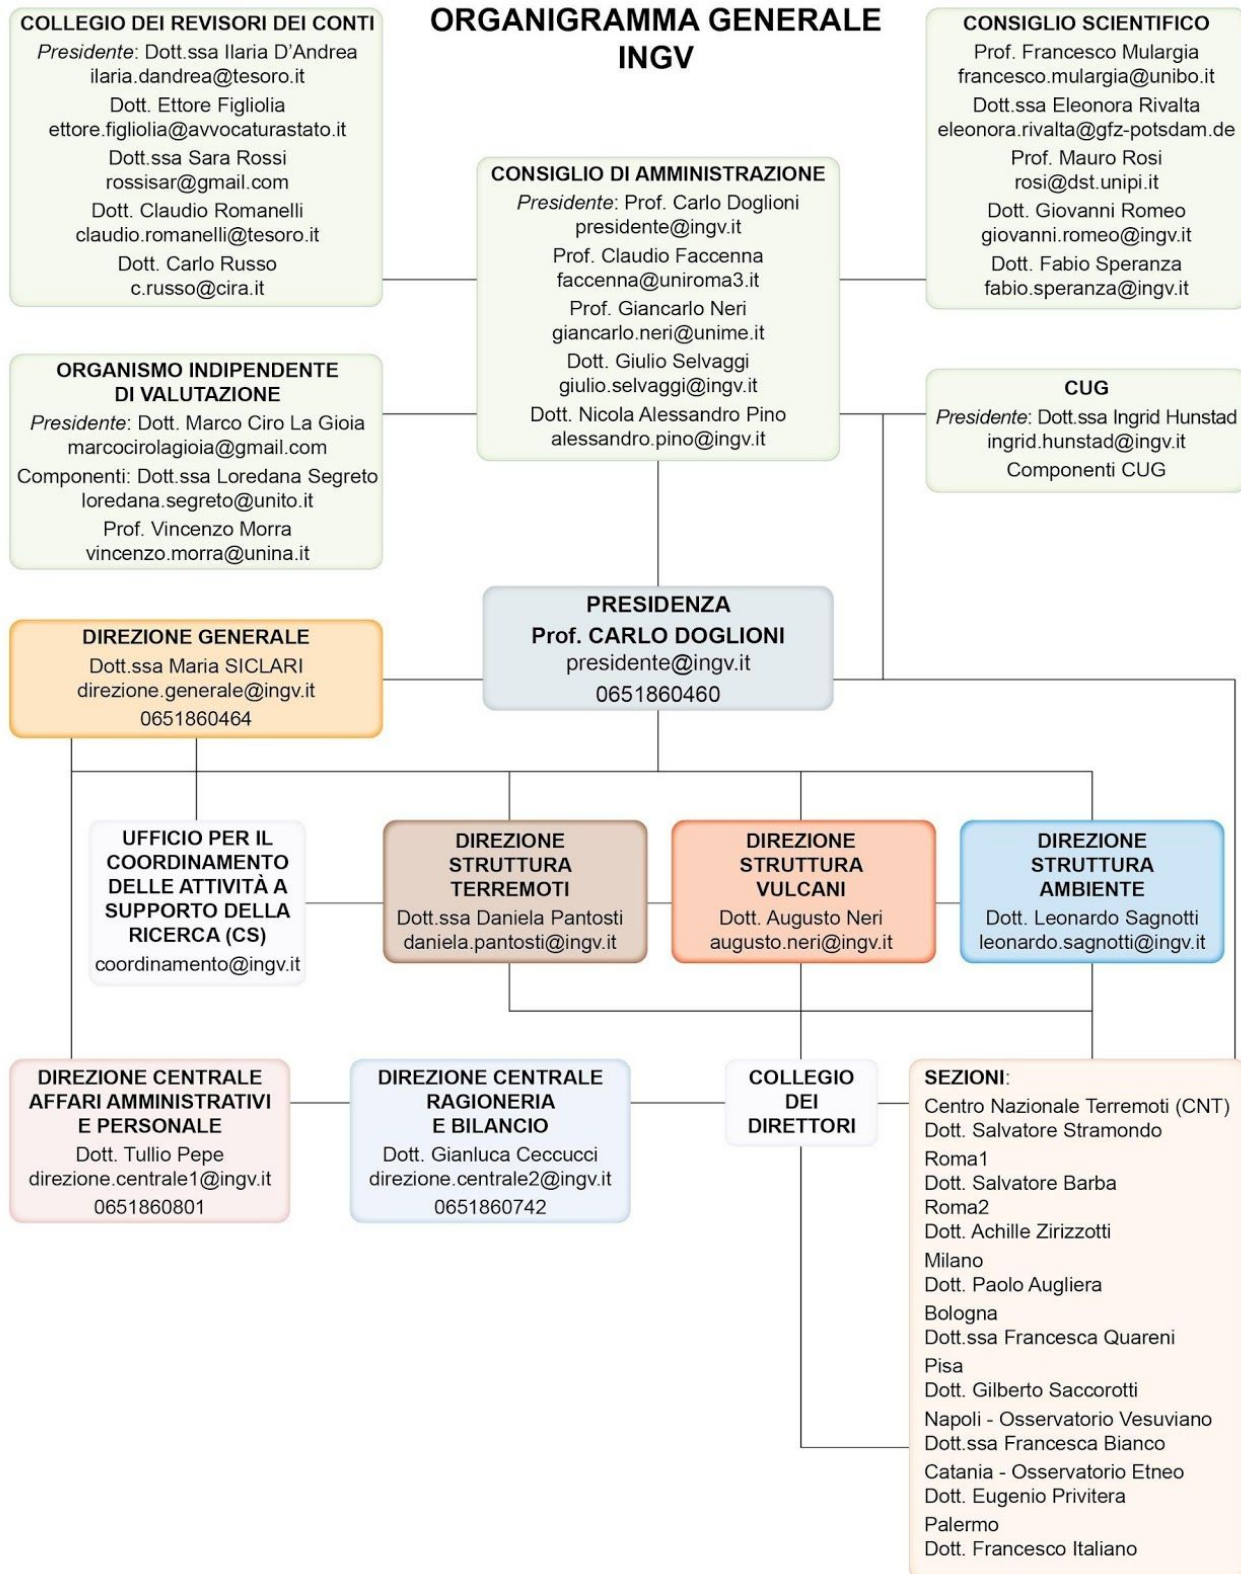 ORGANIGRAMMA GENERALE
INGV
COLLEGIO DEI REVISORI DEI CONTI
Presidente: Dott.ssa Ilaria D'Andrea
ilaria.dandrea@tesoro.it
Dott. Ettore Figliolia
ettore.figliolia@avvocaturastato.it
Dott.ssa Sara Rossi
rossisar@gmail.com
Dott. Claudio Romanelli
claudio.romanelli@tesoro.it
Dott. Carlo Russo
c.russo@cira.it
CONSIGLIO DI AMMINISTRAZIONE
Presidente: Prof. Carlo Doglioni
presidente@ingv.it
Prof. Claudio Faccenna
faccenna@uniroma3.it
Prof. Giancarlo Neri
giancarlo.neri@unime.it
Dott. Giulio Selvaggi
giulio.selvaggi@ingv.it
Dott. Nicola Alessandro Pino
alessandro.pino@ingv.it
CONSIGLIO SCIENTIFICO
Prof. Francesco Mulargia
francesco.mulargia@unibo.it
Dott.ssa Eleonora Rivalta
eleonora.rivalta@gfz-potsdam.de
Prof. Mauro Rosi
rosi@dst.unipi.it
Dott. Giovanni Romeo
giovanni.romeo@ingv.it
Dott. Fabio Speranza
fabio.speranza@ingv.it
ORGANISMO INDIPENDENTE
DI VALUTAZIONE
Presidente: Dott. Marco Ciro La Gioia
marcocirolagioia@gmail.com
Componenti: Dott.ssa Loredana Segreto
loredana.segreto@unito.it
Prof. Vincenzo Morra
vincenzo.morra@unina.it
CUG
Presidente: Dott.ssa Ingrid Hunstad
ingrid.hunstad@ingv.it
Componenti CUG
PRESIDENZA
Prof. CARLO DOGLIONI
presidente@ingv.it
0651860460
DIREZIONE GENERALE
Dott.ssa Maria SICLARI
direzione.generale@ingv.it
0651860464
UFFICIO PER IL
COORDINAMENTO
DELLE ATTIVITÀ A
SUPPORTO DELLA
RICERCA (CS)
coordinamento@ingv.it
DIREZIONE
STRUTTURA
TERREMOTI
Dott.ssa Daniela Pantosti
daniela.pantosti@ingv.it
DIREZIONE
STRUTTURA
VULCANI
Dott. Augusto Neri
augusto.neri@ingv.it
DIREZIONE
STRUTTURA
AMBIENTE
Dott. Leonardo Sagnotti
leonardo.sagnotti@ingv.it
DIREZIONE CENTRALE
AFFARI AMMINISTRATIVI
E PERSONALE
Dott. Tullio Pepe
direzione.centrale1@ingv.it
0651860801
DIREZIONE CENTRALE
RAGIONERIA
E BILANCIO
Dott. Gianluca Ceccucci
direzione.centrale2@ingv.it
0651860742
COLLEGIO
DEI
DIRETTORI
SEZIONI:
Centro Nazionale Terremoti (CNT)
Dott. Salvatore Stramondo
Roma1
Dott. Salvatore Barba
Roma2
Dott. Achille Zirizzotti
Milano
Dott. Paolo Augliera
Bologna
Dott.ssa Francesca Quareni
Pisa
Dott. Gilberto Saccorotti
Napoli - Osservatorio Vesuviano
Dott.ssa Francesca Bianco
Catania - Osservatorio Etneo
Dott. Eugenio Privitera
Palermo
Dott. Francesco Italiano